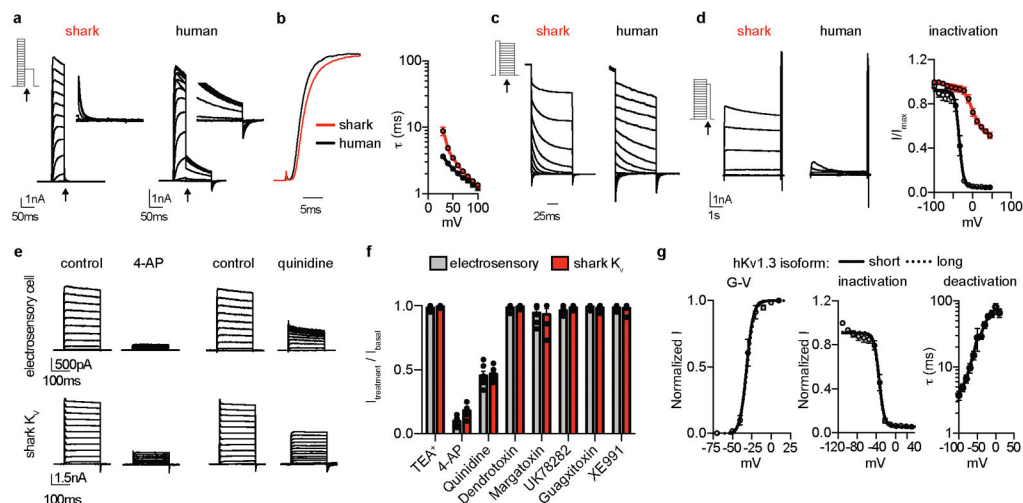 a
shark
human
1nA
50ms
1nA
50ms
b
shark
human
5ms
τ (ms)
100
10
1
0
50
100
mV
c
shark
human
25ms
d
shark
human
inactivation
1nA
1s
I/Imax
1.2
0.8
0.4
0.0
-100
0
mV
e
control
4-AP
control
quinidine
electrosensory cell
500pA
100ms
shark Kv
1.5nA
100ms
f
electrosensory
shark Kv
Itreatment / Ibasal
1.0
0.5
0.0
TEA+
4-AP
Quinidine
Dendrotoxin
Margatoxin
UK78282
Guagxitoxin
XE991
g
hKv1.3 isoform:
short
long
G-V
inactivation
deactivation
Normalized I
1.0
0.5
0.0
-75
-50
-25
0
25
mV
Normalized I
1.2
0.8
0.4
0.0
-120
-80
-40
0
40
mV
τ (ms)
100
10
1
-100
-50
0
mV